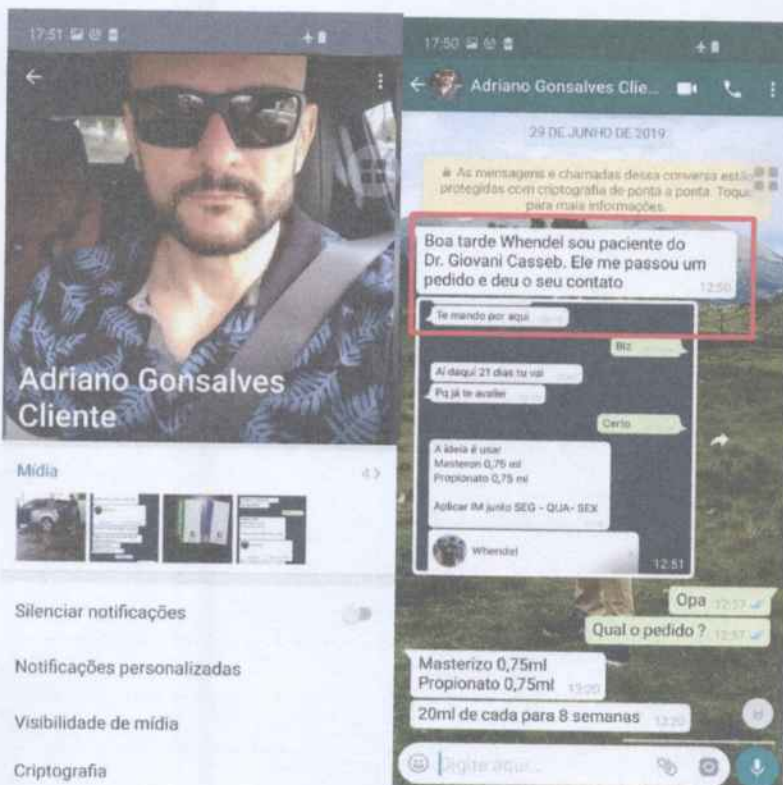 17:51
Adriano Gonsalves
Cliente
Mídia
4 >
Silenciar notificações
Notificações personalizadas
Visibilidade de mídia
Criptografia
17:50
Adriano Gonsalves Clie...
29 DE JUNHO DE 2019
As mensagens e chamadas dessa conversa estão
protegidas com criptografia de ponta a ponta. Toque
para mais informações.
Boa tarde Whendel sou paciente do
Dr. Giovani Casseb. Ele me passou um
pedido e deu o seu contato
12:50
Te mando por aqui
Blz
Aí daqui 21 dias tu vai
Pq já te avaliei
Certo
A ideia é usar
Masteron 0,75 ml
Propionato 0,75 ml
Aplicar IM junto SEG - QUA- SEX
Whendel
12:51
Opa 12:57
Qual o pedido ? 12:57
Masterizo 0,75ml
Propionato 0,75ml 13:20
20ml de cada para 8 semanas 13:20
Digite aqui...